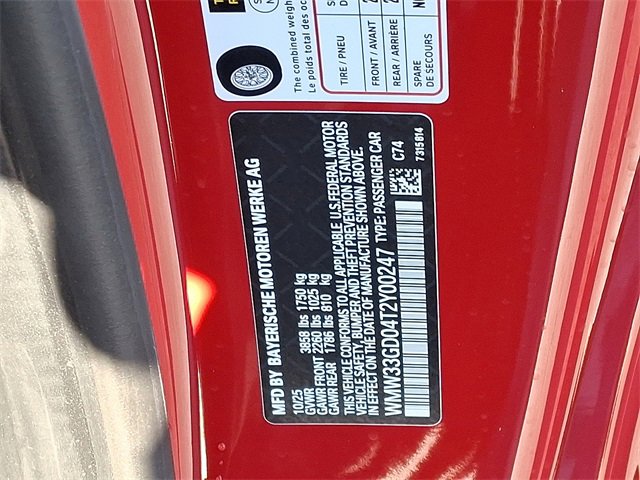 The combined weigh
Le poids total des oc
TIRE / PNEU
FRONT / AVANT
REAR / ARRIÈRE
SPARE
DE SECOURS
MFD BY BAYERISCHE MOTOREN WERKE AG
10/25
GVWR 3858 lbs 1750 kg
GAWR FRONT 2260 lbs 1025 kg
GAWR REAR 1786 lbs 810 kg
THIS VEHICLE CONFORMS TO ALL APPLICABLE U.S. FEDERAL MOTOR
VEHICLE SAFETY, BUMPER AND THEFT PREVENTION STANDARDS
IN EFFECT ON THE DATE OF MANUFACTURE SHOWN ABOVE.
WMW33GD04T2Y00247 TYPE: PASSENGER CAR
C74
7315814